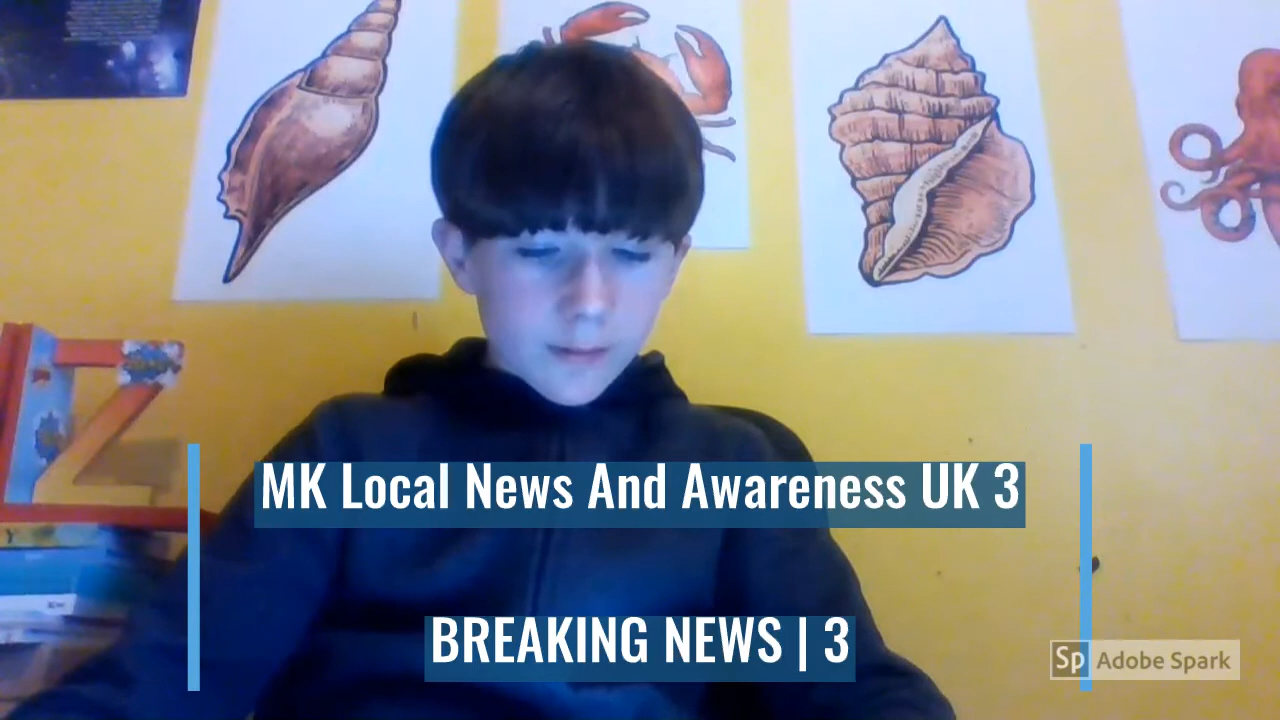 MK Local News And Awareness UK 3
BREAKING NEWS | 3
Sp Adobe Spark